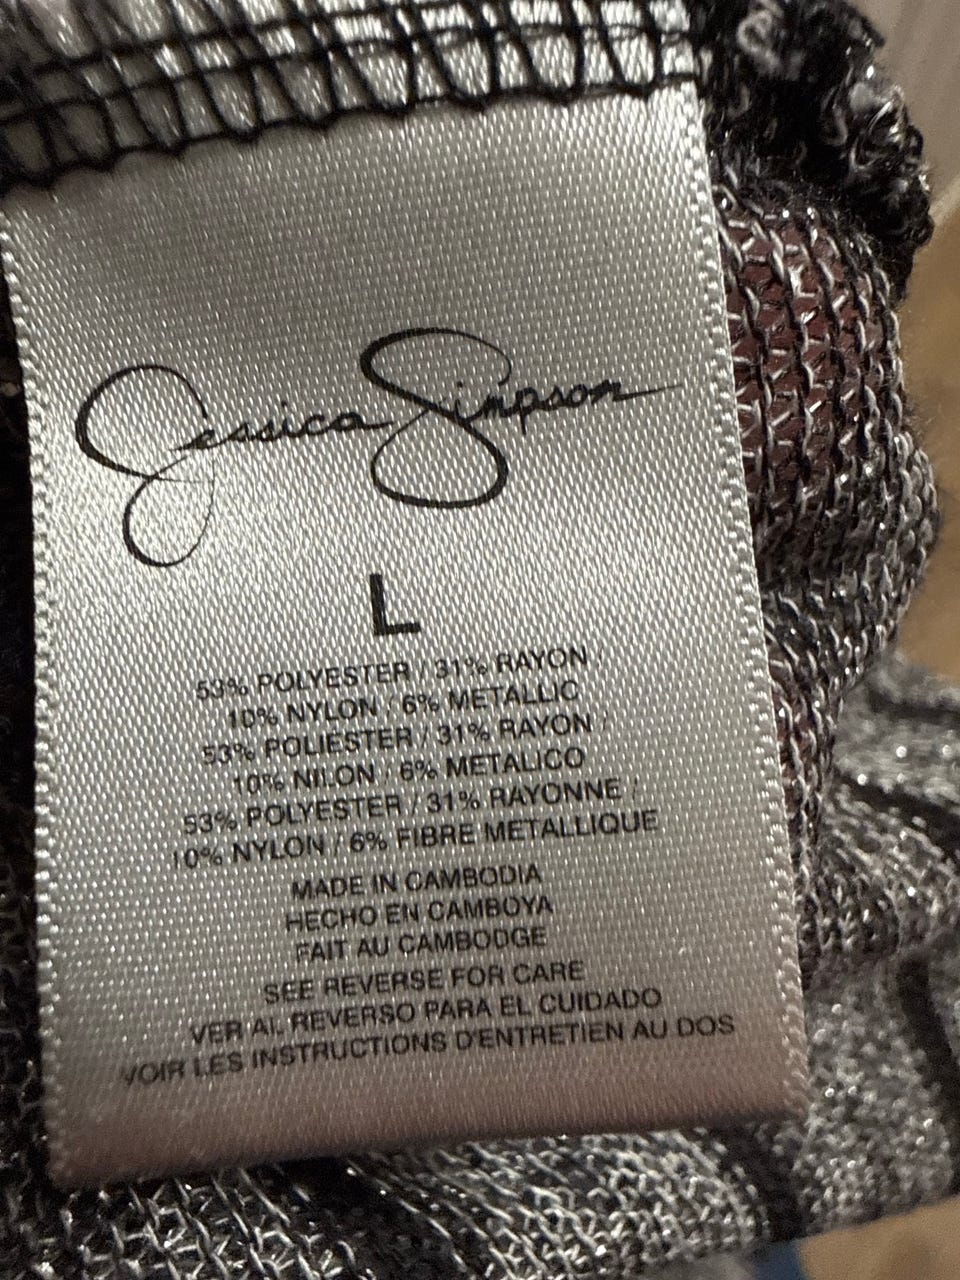 Jessica Simpson
L
53% POLYESTER / 31% RAYON /
10% NYLON / 6% METALLIC
53% POLIESTER / 31% RAYON /
10% NILON / 6% METALICO
53% POLYESTER / 31% RAYONNE /
10% NYLON / 6% FIBRE METALLIQUE
MADE IN CAMBODIA
HECHO EN CAMBOYA
FAIT AU CAMBODGE
SEE REVERSE FOR CARE
VER AL REVERSO PARA EL CUIDADO
VOIR LES INSTRUCTIONS D'ENTRETIEN AU DOS